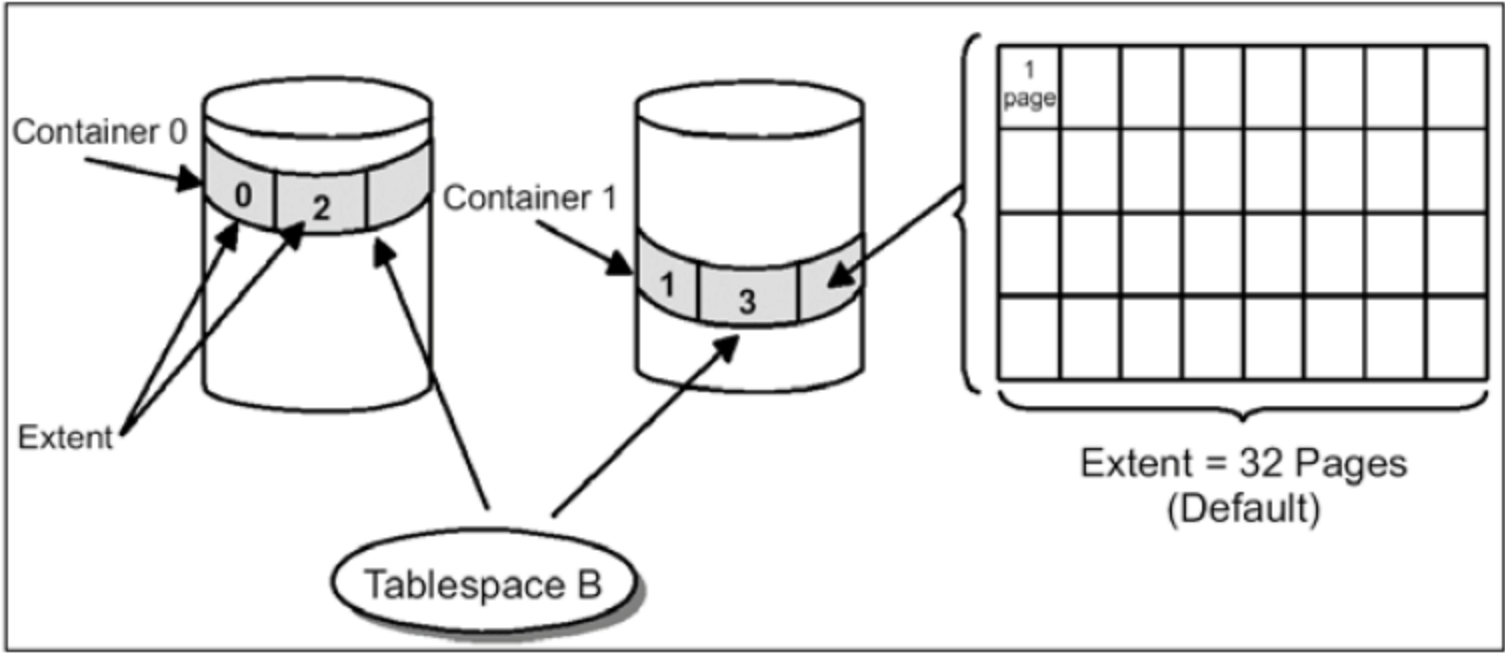 Container 0
0
2
Container 1
1
3
1
page
Extent
Extent = 32 Pages
(Default)
Tablespace B